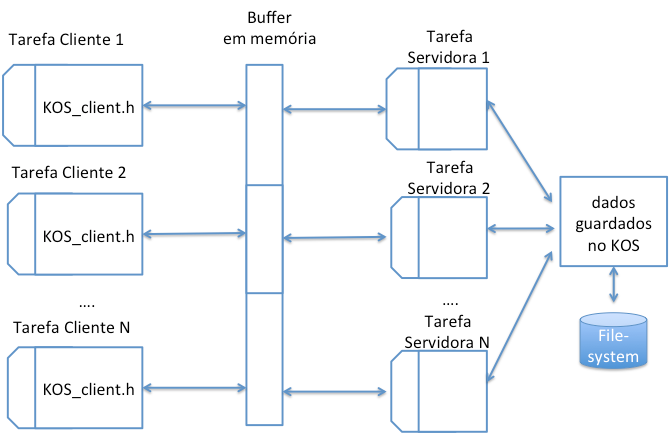 Buffer
em memória
Tarefa Cliente 1
Tarefa
Servidora 1
KOS_client.h
Tarefa Cliente 2
Tarefa
Servidora 2
KOS_client.h
dados
guardados
no KOS
....
....
Tarefa Cliente N
Tarefa
Servidora N
KOS_client.h
File-
system